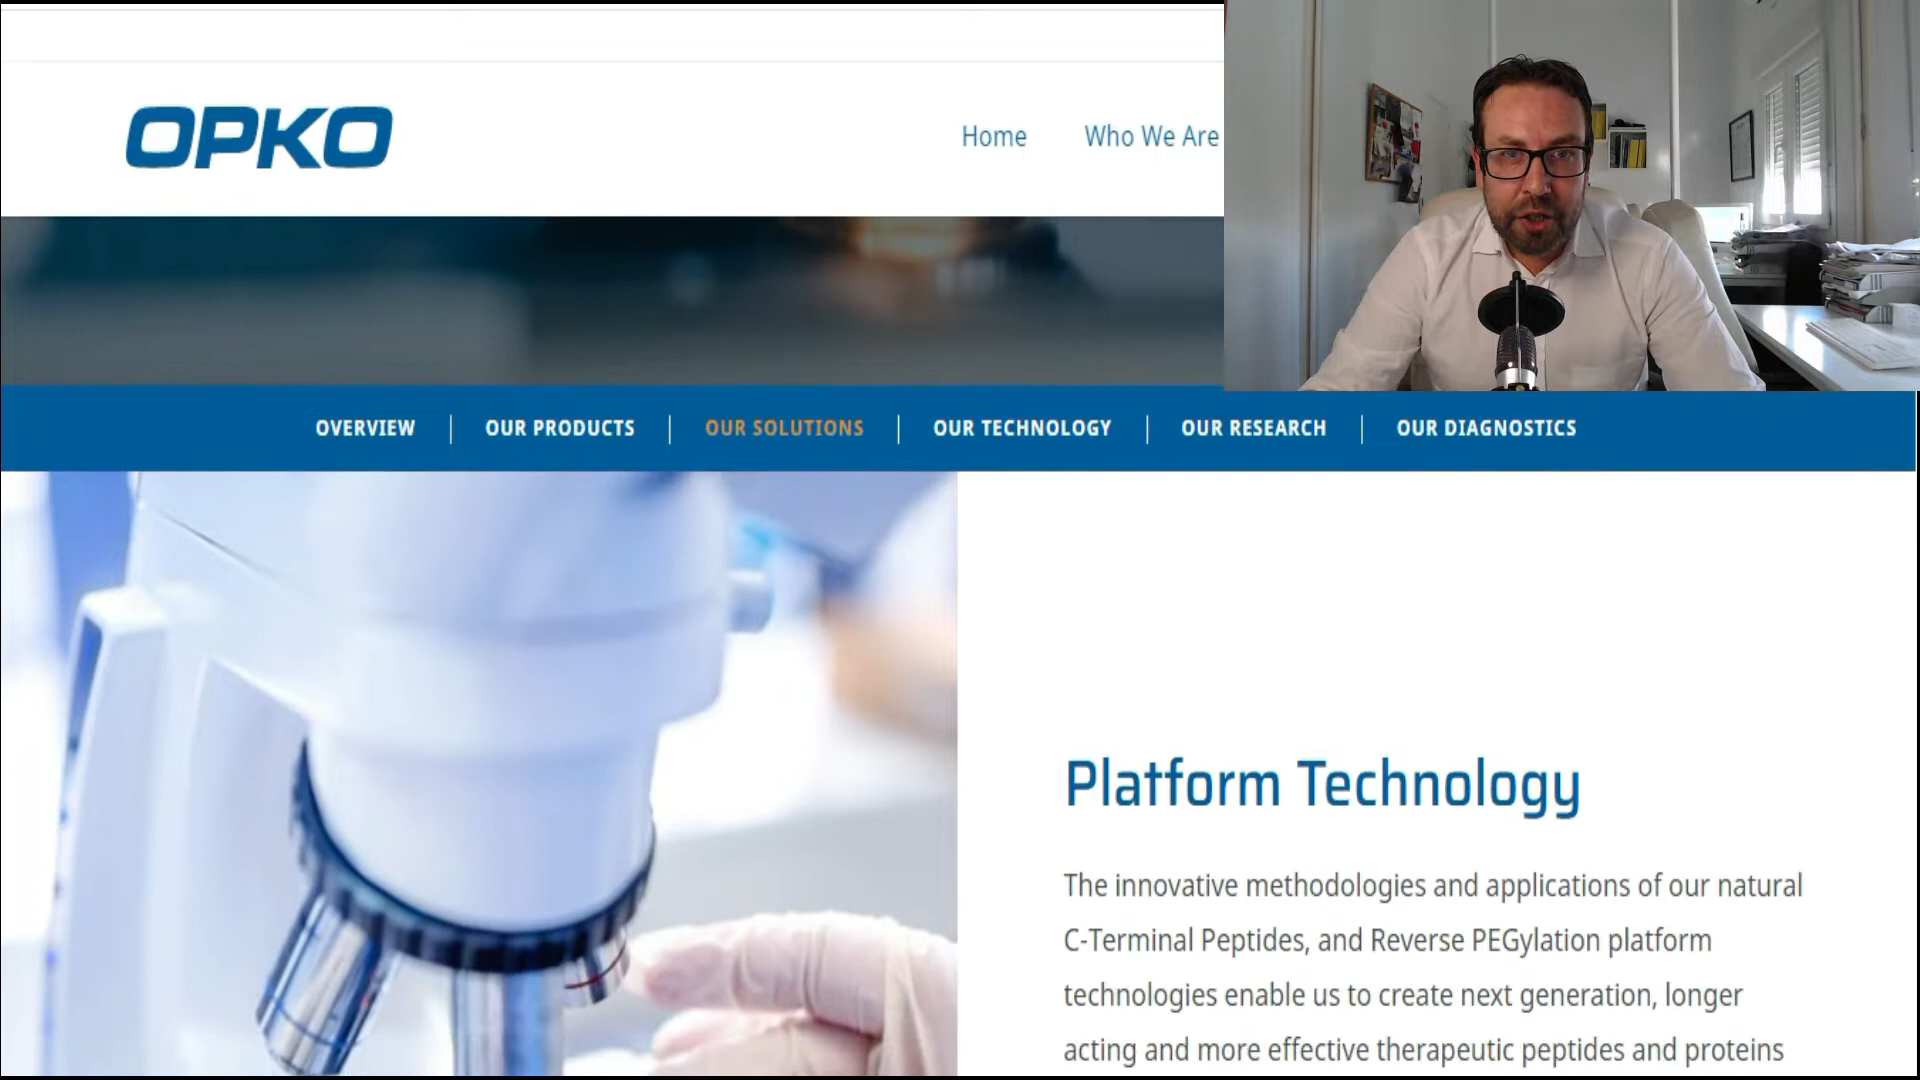 OPKO
Home Who We Are
OVERVIEW OUR PRODUCTS OUR SOLUTIONS OUR TECHNOLOGY OUR RESEARCH OUR DIAGNOSTICS
Platform Technology
The innovative methodologies and applications of our natural
C-Terminal Peptides, and Reverse PEGylation platform
technologies enable us to create next generation, longer
acting and more effective therapeutic peptides and proteins